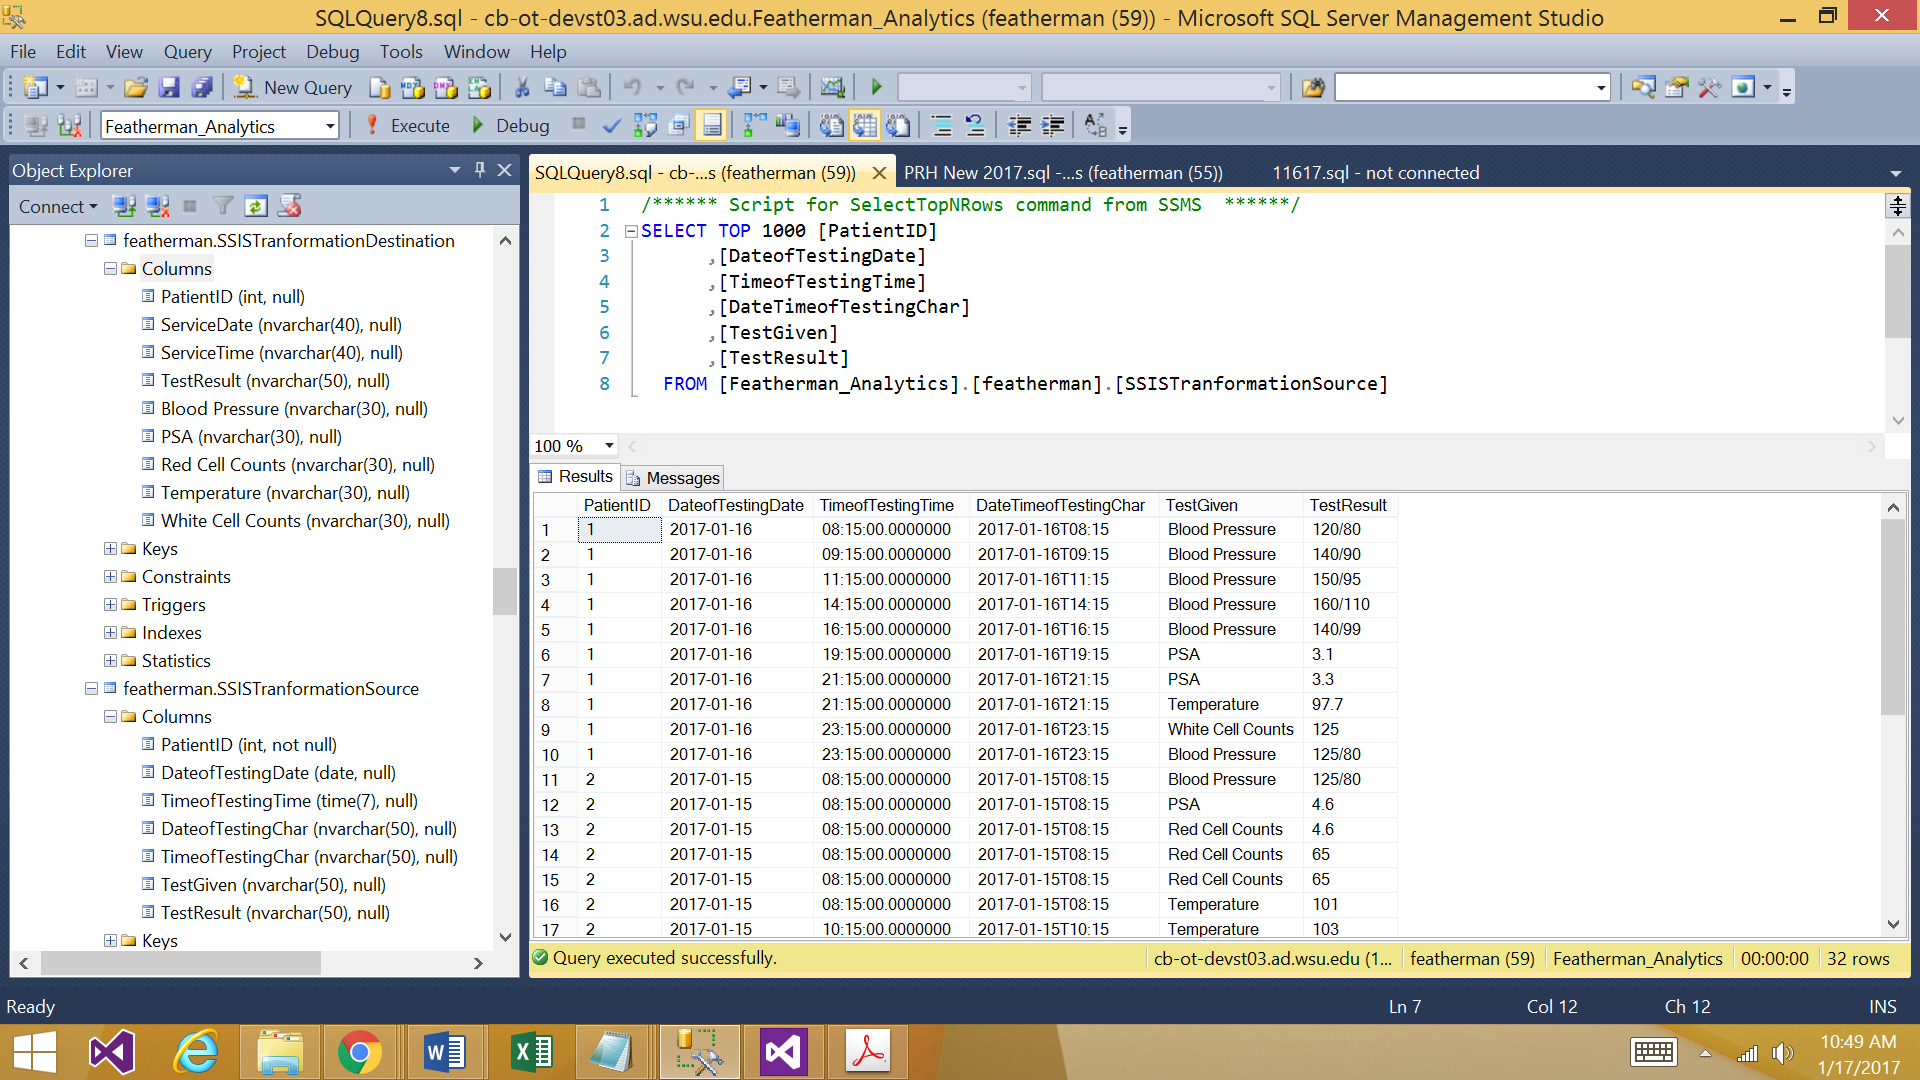 SQLQuery8.sql - cb-ot-devst03.ad.wsu.edu.Featherman_Analytics (featherman (59)) - Microsoft SQL Server Management Studio
File Edit View Query Project Debug Tools Window Help
New Query
Featherman_Analytics Execute Debug
Object Explorer
Connect
featherman.SSISTranformationDestination
Columns
PatientID (int, null)
ServiceDate (nvarchar(40), null)
ServiceTime (nvarchar(40), null)
TestResult (nvarchar(50), null)
Blood Pressure (nvarchar(30), null)
PSA (nvarchar(30), null)
Red Cell Counts (nvarchar(30), null)
Temperature (nvarchar(30), null)
White Cell Counts (nvarchar(30), null)
Keys
Constraints
Triggers
Indexes
Statistics
featherman.SSISTranformationSource
Columns
PatientID (int, not null)
DateofTestingDate (date, null)
TimeofTestingTime (time(7), null)
DateofTestingChar (nvarchar(50), null)
TimeofTestingChar (nvarchar(50), null)
TestGiven (nvarchar(50), null)
TestResult (nvarchar(50), null)
Keys
SQLQuery8.sql - cb-...s (featherman (59)) PRH New 2017.sql -...s (featherman (55)) 11617.sql - not connected
1 /****** Script for SelectTopNRows command from SSMS ******/
2 SELECT TOP 1000 [PatientID]
3 ,[DateofTestingDate]
4 ,[TimeofTestingTime]
5 ,[DateTimeofTestingChar]
6 ,[TestGiven]
7 ,[TestResult]
8 FROM [Featherman_Analytics].[featherman].[SSISTranformationSource]
100 %
Results Messages
PatientID DateofTestingDate TimeofTestingTime DateTimeofTestingChar TestGiven TestResult
1 1 2017-01-16 08:15:00.0000000 2017-01-16T08:15 Blood Pressure 120/80
2 1 2017-01-16 09:15:00.0000000 2017-01-16T09:15 Blood Pressure 140/90
3 1 2017-01-16 11:15:00.0000000 2017-01-16T11:15 Blood Pressure 150/95
4 1 2017-01-16 14:15:00.0000000 2017-01-16T14:15 Blood Pressure 160/110
5 1 2017-01-16 16:15:00.0000000 2017-01-16T16:15 Blood Pressure 140/99
6 1 2017-01-16 19:15:00.0000000 2017-01-16T19:15 PSA 3.1
7 1 2017-01-16 21:15:00.0000000 2017-01-16T21:15 PSA 3.3
8 1 2017-01-16 21:15:00.0000000 2017-01-16T21:15 Temperature 97.7
9 1 2017-01-16 23:15:00.0000000 2017-01-16T23:15 White Cell Counts 125
10 1 2017-01-16 23:15:00.0000000 2017-01-16T23:15 Blood Pressure 125/80
11 2 2017-01-15 08:15:00.0000000 2017-01-15T08:15 Blood Pressure 125/80
12 2 2017-01-15 08:15:00.0000000 2017-01-15T08:15 PSA 4.6
13 2 2017-01-15 08:15:00.0000000 2017-01-15T08:15 Red Cell Counts 4.6
14 2 2017-01-15 08:15:00.0000000 2017-01-15T08:15 Red Cell Counts 65
15 2 2017-01-15 08:15:00.0000000 2017-01-15T08:15 Red Cell Counts 65
16 2 2017-01-15 08:15:00.0000000 2017-01-15T08:15 Temperature 101
17 2 2017-01-15 10:15:00.0000000 2017-01-15T10:15 Temperature 103
Query executed successfully. cb-ot-devst03.ad.wsu.edu (1... featherman (59) Featherman_Analytics 00:00:00 32 rows
Ready Ln 7 Col 12 Ch 12 INS
10:49 AM
1/17/2017